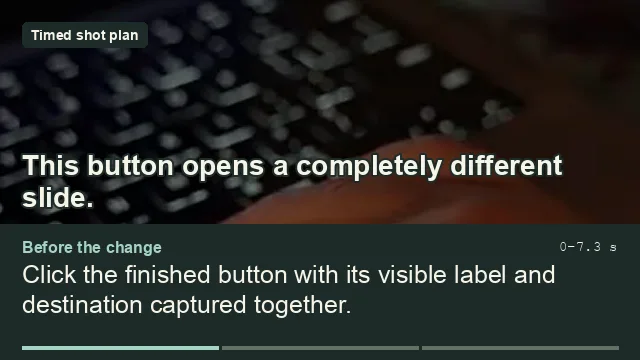 Timed shot plan
This button opens a completely different
slide.
Before the change
0–7.3 s
Click the finished button with its visible label and
destination captured together.